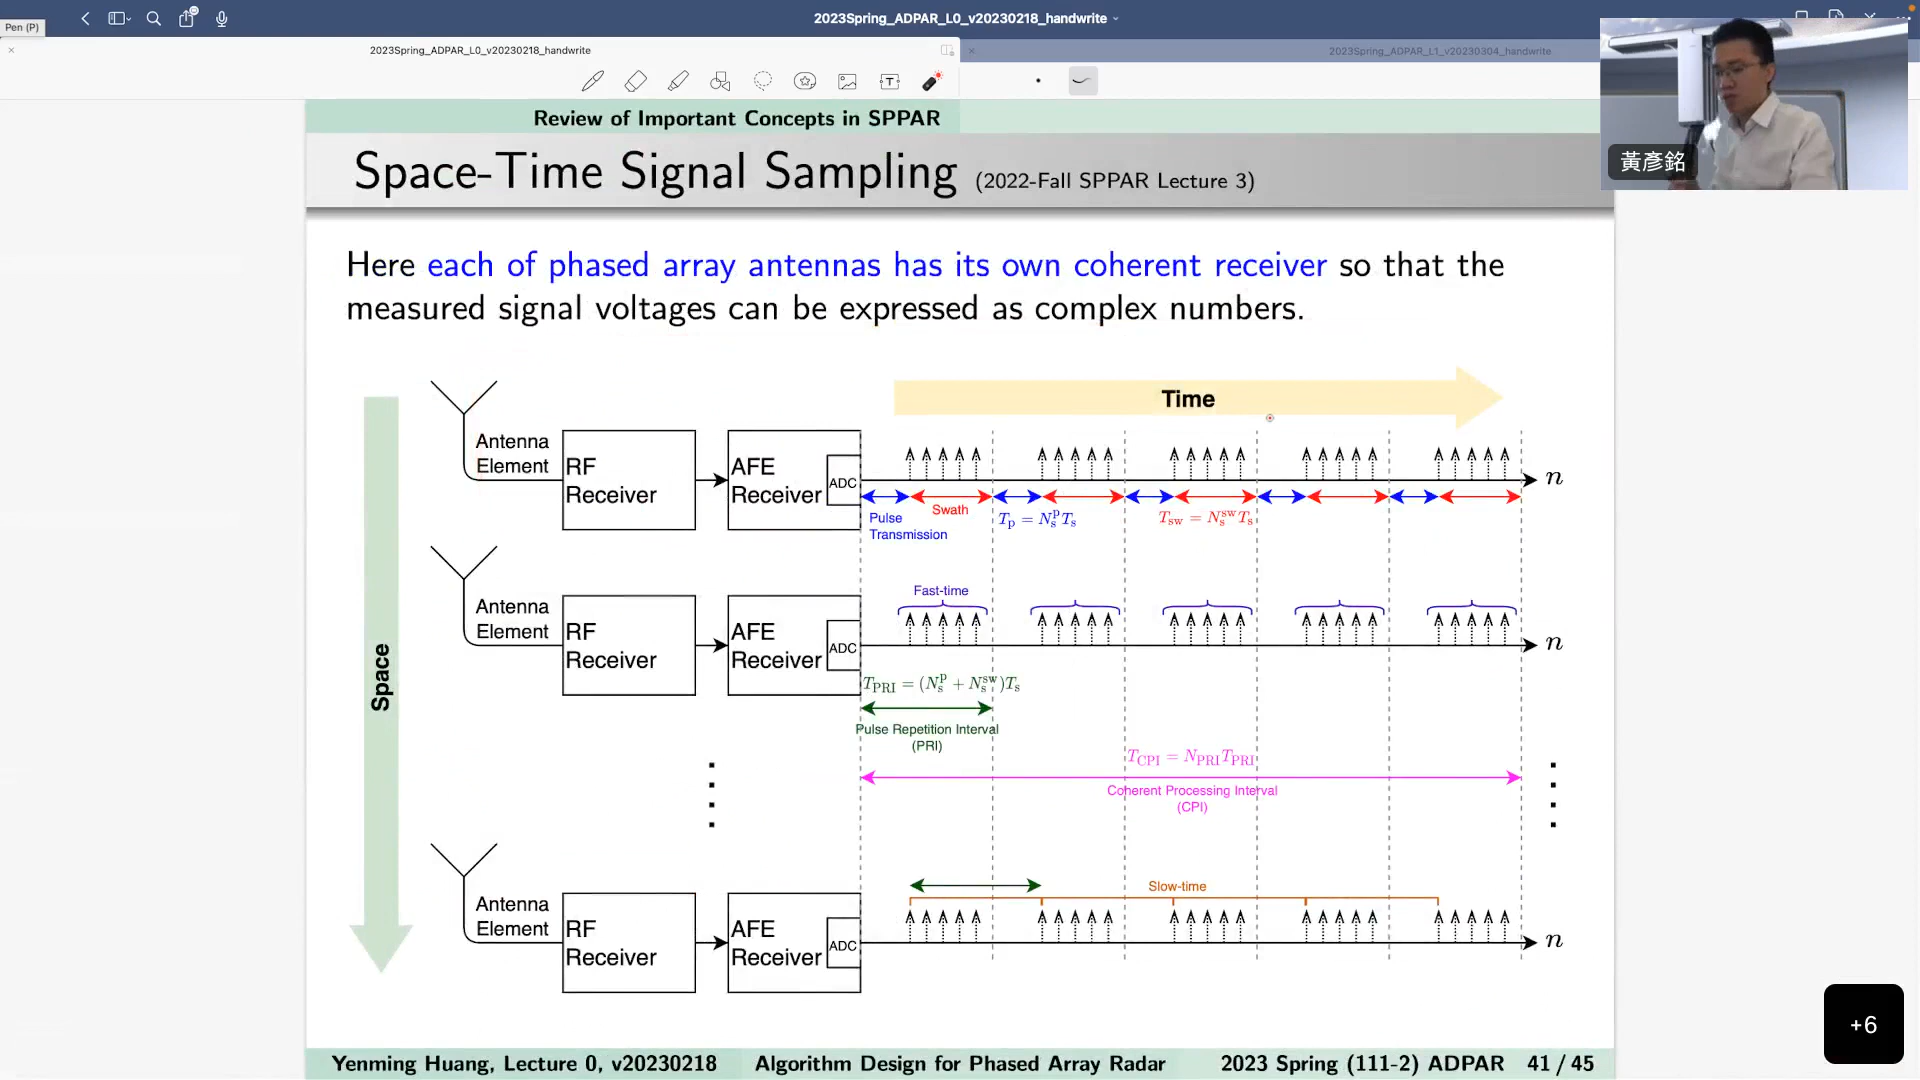 2023Spring_ADPAR_L0_v20230218_handwrite
Pen (P)
2023Spring_ADPAR_L0_v20230218_handwrite
2023Spring_ADPAR_L1_v20230304_handwrite
黃彥銘
Review of Important Concepts in SPPAR
Space-Time Signal Sampling (2022-Fall SPPAR Lecture 3)
Here each of phased array antennas has its own coherent receiver so that the
measured signal voltages can be expressed as complex numbers.
Time
Space
Antenna
Element
RF
Receiver
AFE
Receiver
ADC
n
Pulse
Transmission
Swath
T_p = N_s^p T_s
T_sw = N_s^sw T_s
Antenna
Element
RF
Receiver
AFE
Receiver
ADC
Fast-time
n
T_PRI = (N_s^p + N_s^sw)T_s
Pulse Repetition Interval
(PRI)
T_CPI = N_PRI T_PRI
Coherent Processing Interval
(CPI)
Antenna
Element
RF
Receiver
AFE
Receiver
ADC
Slow-time
n
+6
Yenming Huang, Lecture 0, v20230218 Algorithm Design for Phased Array Radar 2023 Spring (111-2) ADPAR 41 / 45